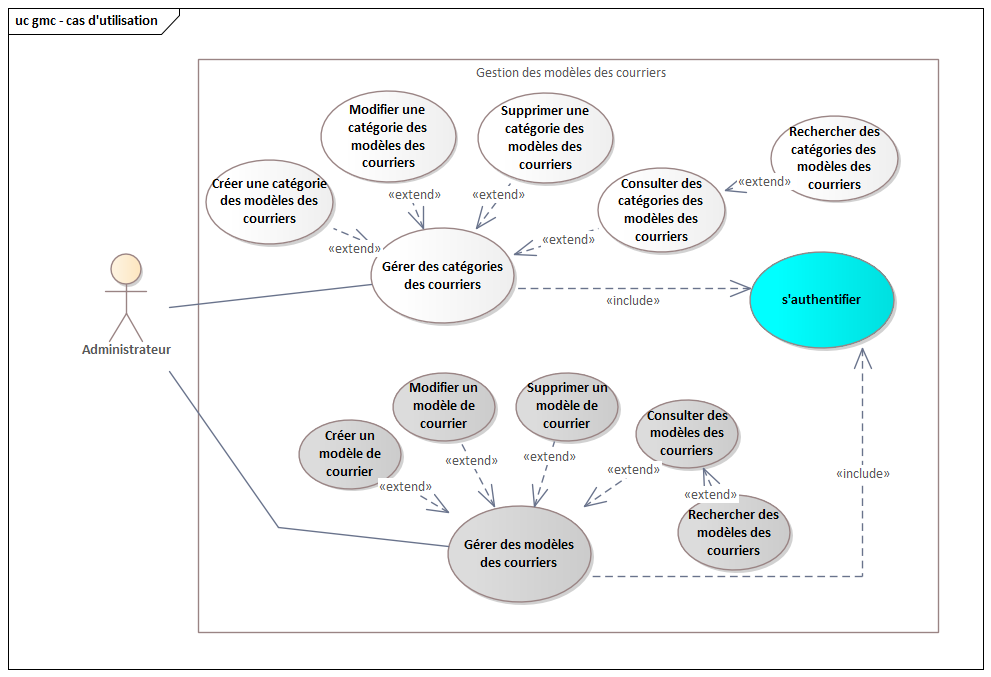 uc gmc - cas d'utilisation
Gestion des modèles des courriers
Modifier une
catégorie des
modèles des
courriers
Supprimer une
catégorie des
modèles des
courriers
Rechercher des
catégories des
modèles des
courriers
Créer une catégorie
des modèles des
courriers
Consulter des
catégories des
modèles des
courriers
«extend»
«extend»
«extend»
«extend»
«extend»
Gérer des catégories
des courriers
«include»
s'authentifier
Administrateur
Modifier un
modèle de
courrier
Supprimer un
modèle de
courrier
Créer un
modèle de
courrier
Consulter des
modèles des
courriers
«extend»
«extend»
«extend»
«extend»
«extend»
«include»
Rechercher des
modèles des
courriers
Gérer des modèles
des courriers